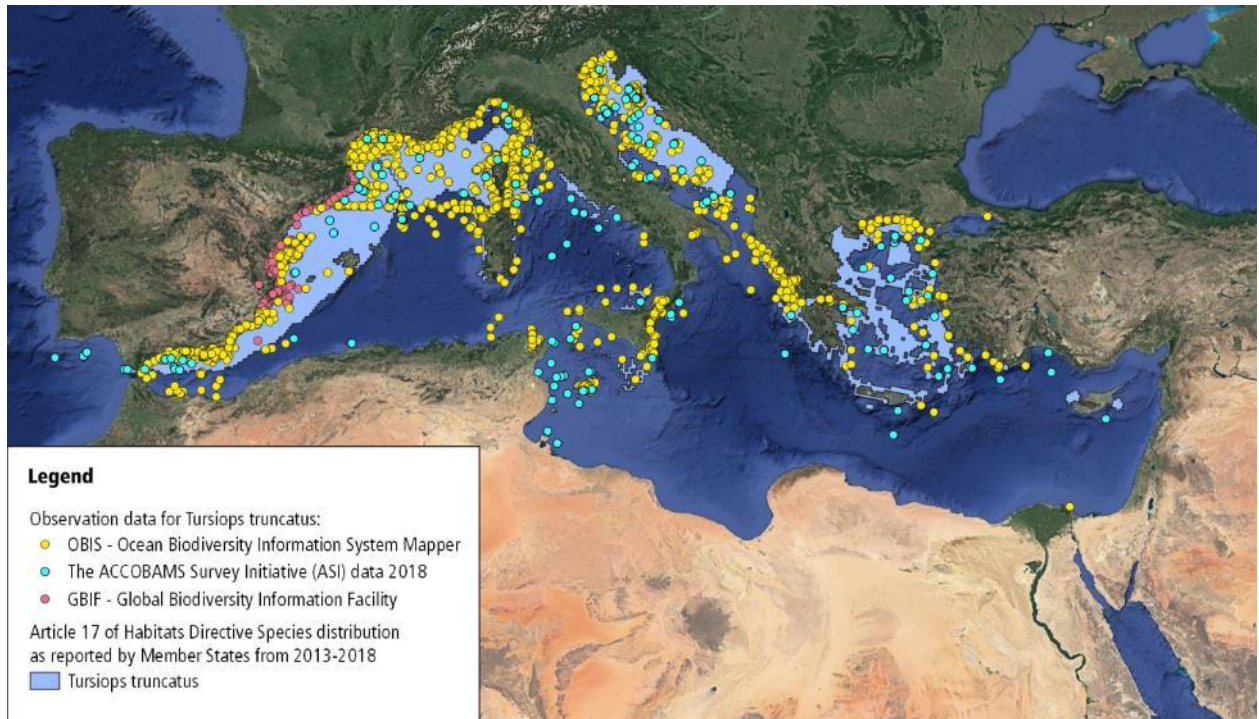 Legend
Observation data for Tursiops truncatus:
OBIS - Ocean Biodiversity Information System Mapper
The ACCOBAMS Survey Initiative (ASI) data 2018
GBIF - Global Biodiversity Information Facility
Article 17 of Habitats Directive Species distribution
as reported by Member States from 2013-2018
Tursiops truncatus